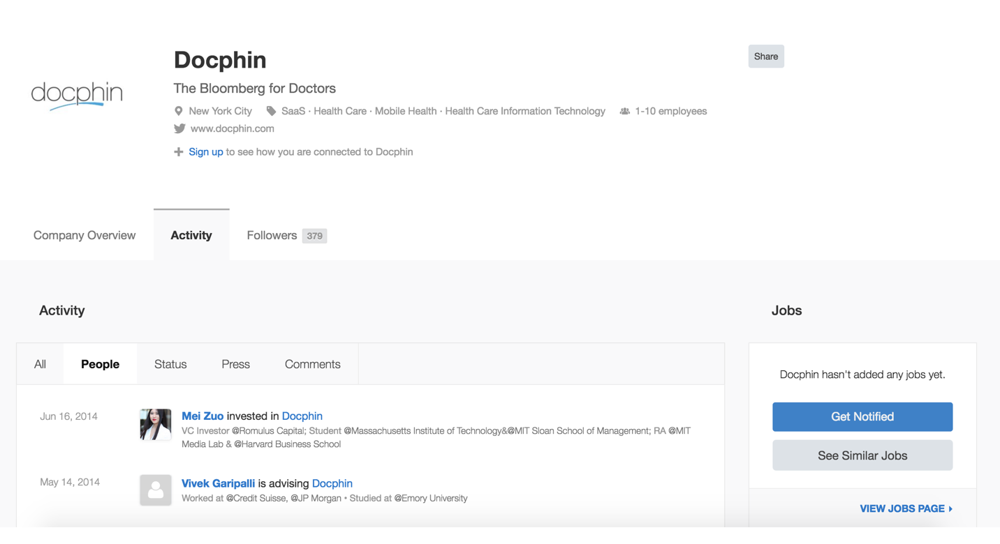 docphin
Docphin
Share
The Bloomberg for Doctors
New York City SaaS · Health Care · Mobile Health · Health Care Information Technology 1-10 employees
www.docphin.com
Sign up to see how you are connected to Docphin
Company Overview Activity Followers 379
Activity
All People Status Press Comments
Jun 16, 2014 Mei Zuo invested in Docphin
VC Investor @Romulus Capital; Student @Massachusetts Institute of Technology&@MIT Sloan School of Management; RA @MIT
Media Lab & @Harvard Business School
May 14, 2014 Vivek Garipalli is advising Docphin
Worked at @Credit Suisse, @JP Morgan • Studied at @Emory University
Jobs
Docphin hasn't added any jobs yet.
Get Notified
See Similar Jobs
VIEW JOBS PAGE